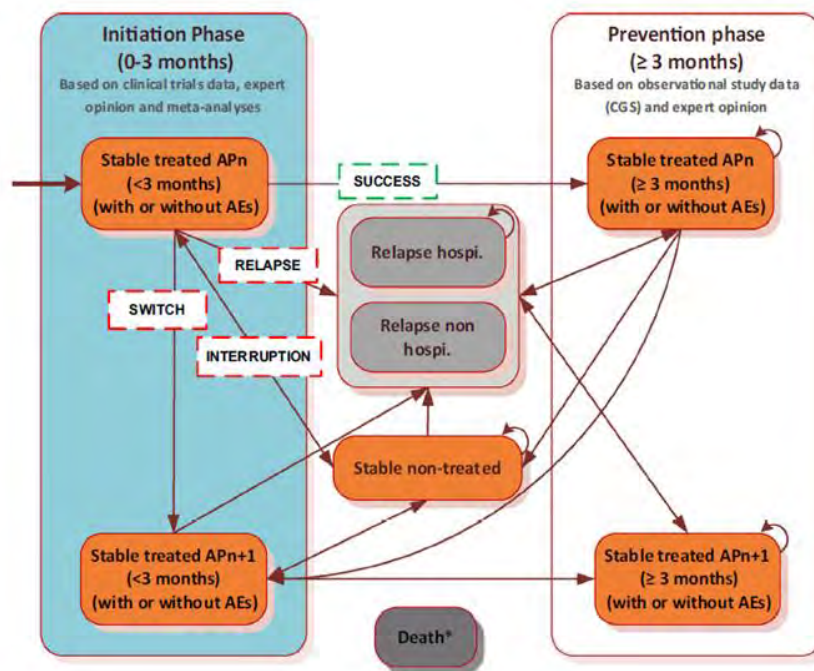 Initiation Phase
(0-3 months)
Based on clinical trials data, expert
opinion and meta-analyses
Prevention phase
(≥ 3 months)
Based on observational study data
(CGS) and expert opinion
Stable treated APn
(<3 months)
(with or without AEs)
SUCCESS
Stable treated APn
(≥ 3 months)
(with or without AEs)
RELAPSE
Relapse hospi.
SWITCH
Relapse non
hospi.
INTERRUPTION
Stable non-treated
Stable treated APn+1
(<3 months)
(with or without AEs)
Stable treated APn+1
(≥ 3 months)
(with or without AEs)
Death*